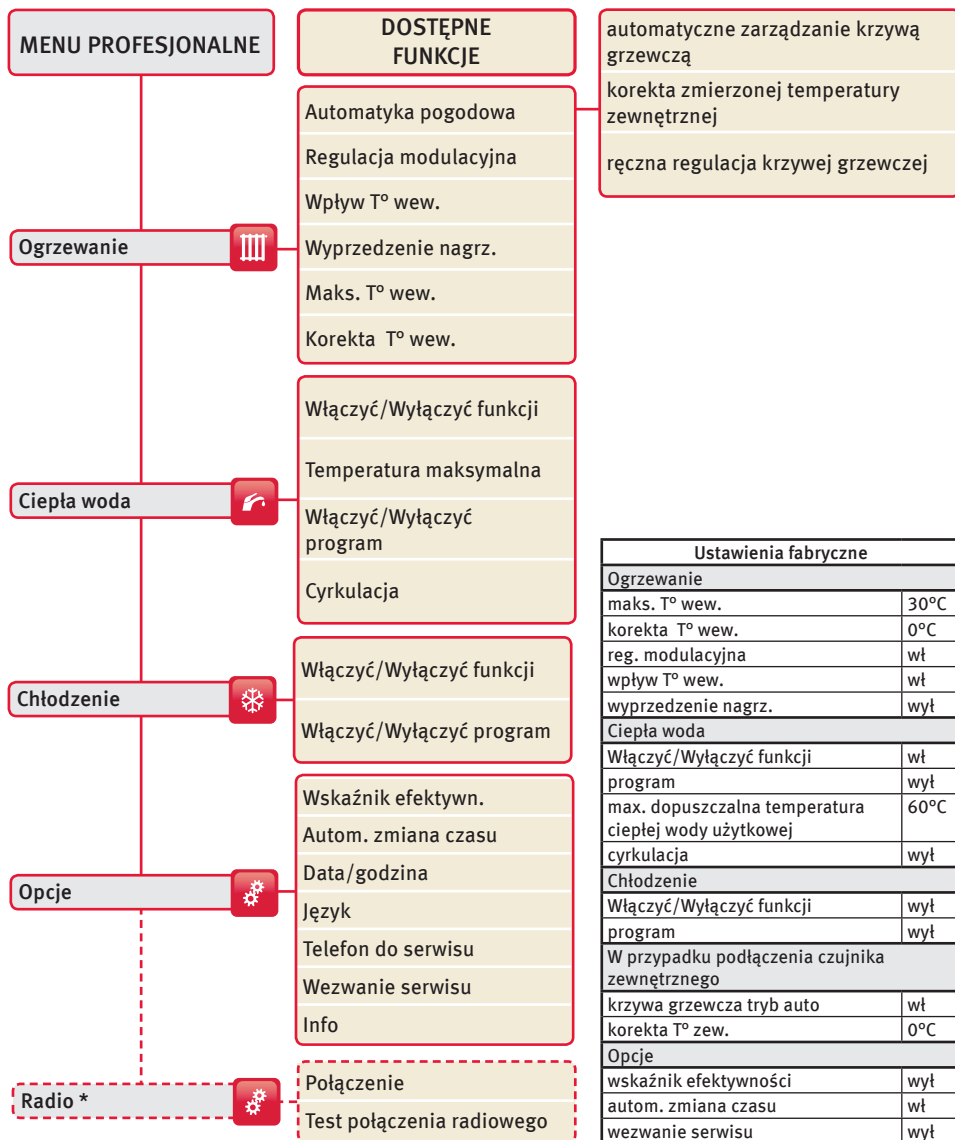 MENU PROFESJONALNE
DOSTĘPNE
FUNKCJE
automatyczne zarządzanie krzywą
grzewczą
korekta zmierzonej temperatury
zewnętrznej
ręczna regulacja krzywej grzewczej
Ogrzewanie
Automatyka pogodowa
Regulacja modulacyjna
Wpływ T° wew.
Wyprzedzenie nagrz.
Maks. T° wew.
Korekta T° wew.
Ciepła woda
Włączyć/Wyłączyć funkcji
Temperatura maksymalna
Włączyć/Wyłączyć
program
Cyrkulacja
Chłodzenie
Włączyć/Wyłączyć funkcji
Włączyć/Wyłączyć program
Opcje
Wskaźnik efektywn.
Autom. zmiana czasu
Data/godzina
Język
Telefon do serwisu
Wezwanie serwisu
Info
Radio *
Połączenie
Test połączenia radiowego
Ustawienia fabryczne
Ogrzewanie
maks. T° wew. 30°C
korekta T° wew. 0°C
reg. modulacyjna wł
wpływ T° wew. wł
wyprzedzenie nagrz. wył
Ciepła woda
Włączyć/Wyłączyć funkcji wł
program wył
max. dopuszczalna temperatura 60°C
ciepłej wody użytkowej
cyrkulacja wył
Chłodzenie
Włączyć/Wyłączyć funkcji wył
program wył
W przypadku podłączenia czujnika
zewnętrznego
krzywa grzewcza tryb auto wł
korekta T° zew. 0°C
Opcje
wskaźnik efektywności wył
autom. zmiana czasu wł
wezwanie serwisu wył